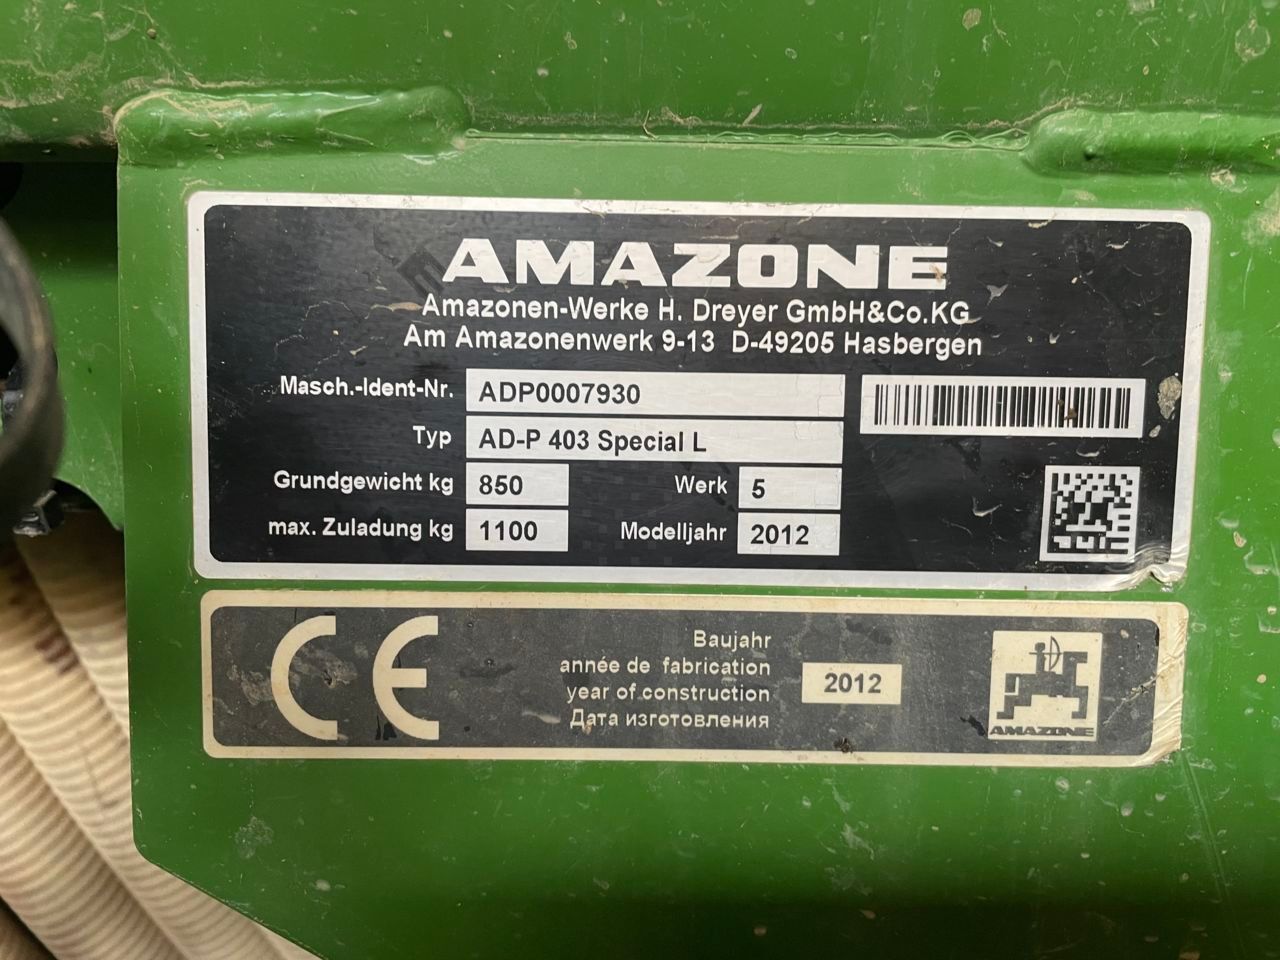 AMAZONE
Amazonen-Werke H. Dreyer GmbH&Co.KG
Am Amazonenwerk 9-13 D-49205 Hasbergen
Masch.-Ident-Nr. ADP0007930
Typ AD-P 403 Special L
Grundgewicht kg 850 Werk 5
max. Zuladung kg 1100 Modelljahr 2012
CE
Baujahr
année de fabrication
year of construction 2012
Дата изготовления
AMAZONE